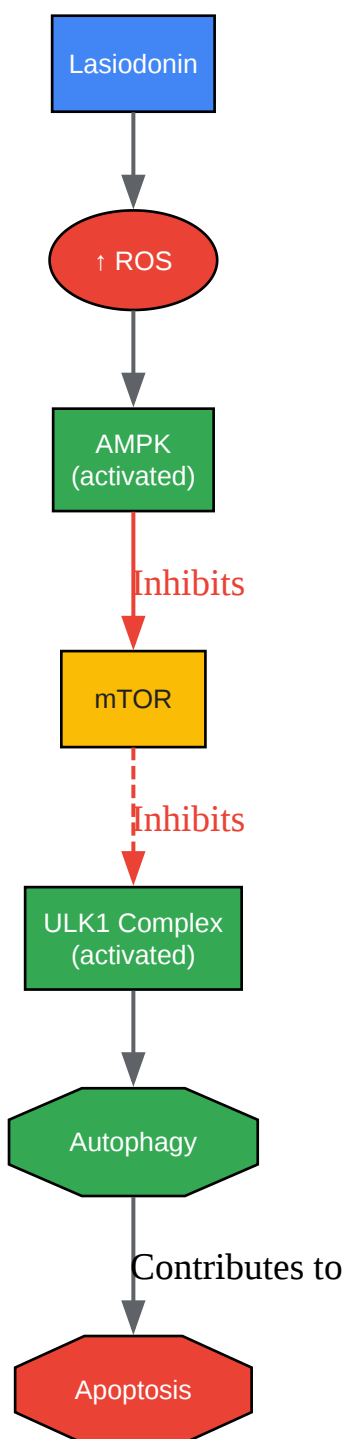 Lasiodonin
↑ ROS
AMPK
(activated)
Inhibits
mTOR
Inhibits
ULK1 Complex
(activated)
Autophagy
Contributes to
Apoptosis